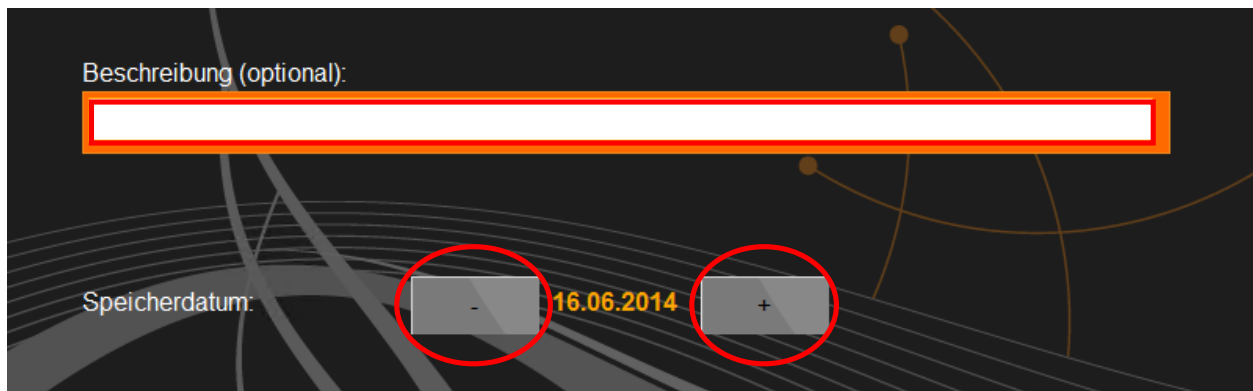 Beschreibung (optional):
Speicherdatum: - 16.06.2014 +